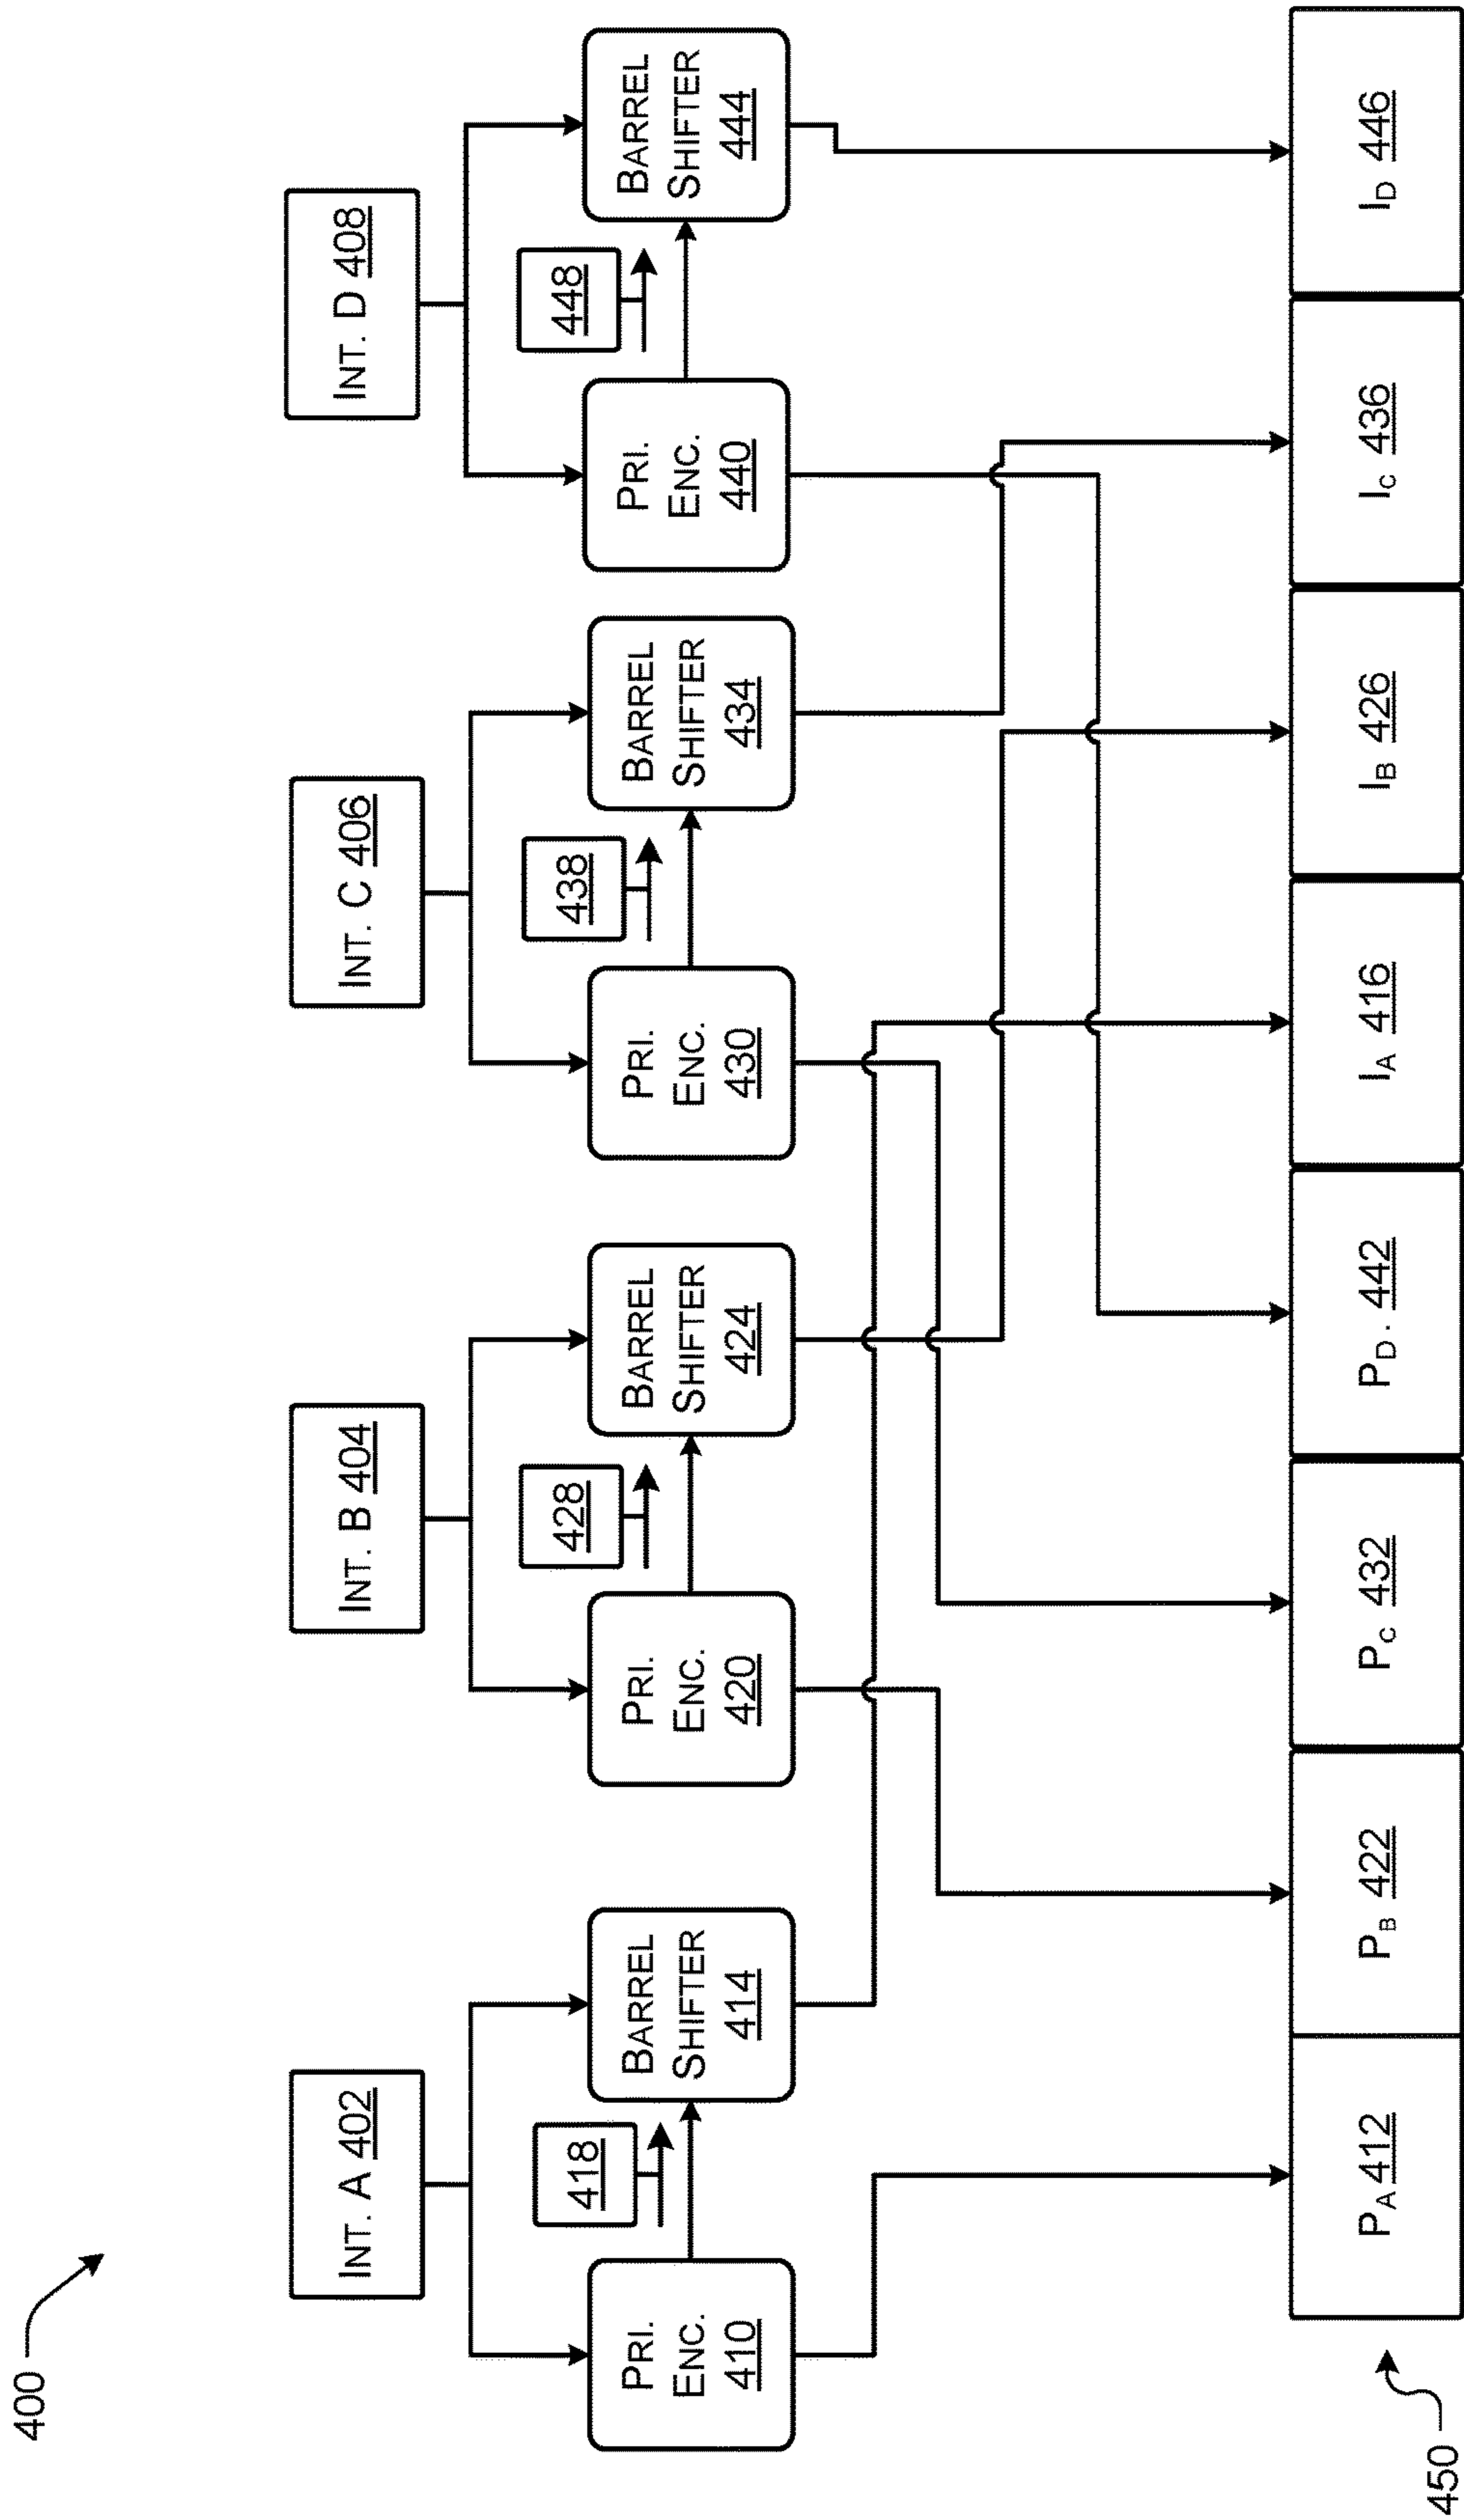 400
INT. A 402
INT. B 404
INT. C 406
INT. D 408
418
428
438
448
PRI.
ENC.
410
BARREL
SHIFTER
414
PRI.
ENC.
420
BARREL
SHIFTER
424
PRI.
ENC.
430
BARREL
SHIFTER
434
PRI.
ENC.
440
BARREL
SHIFTER
444
450
PA 412
PB 422
PC 432
PD. 442
IA 416
IB 426
IC 436
ID 446